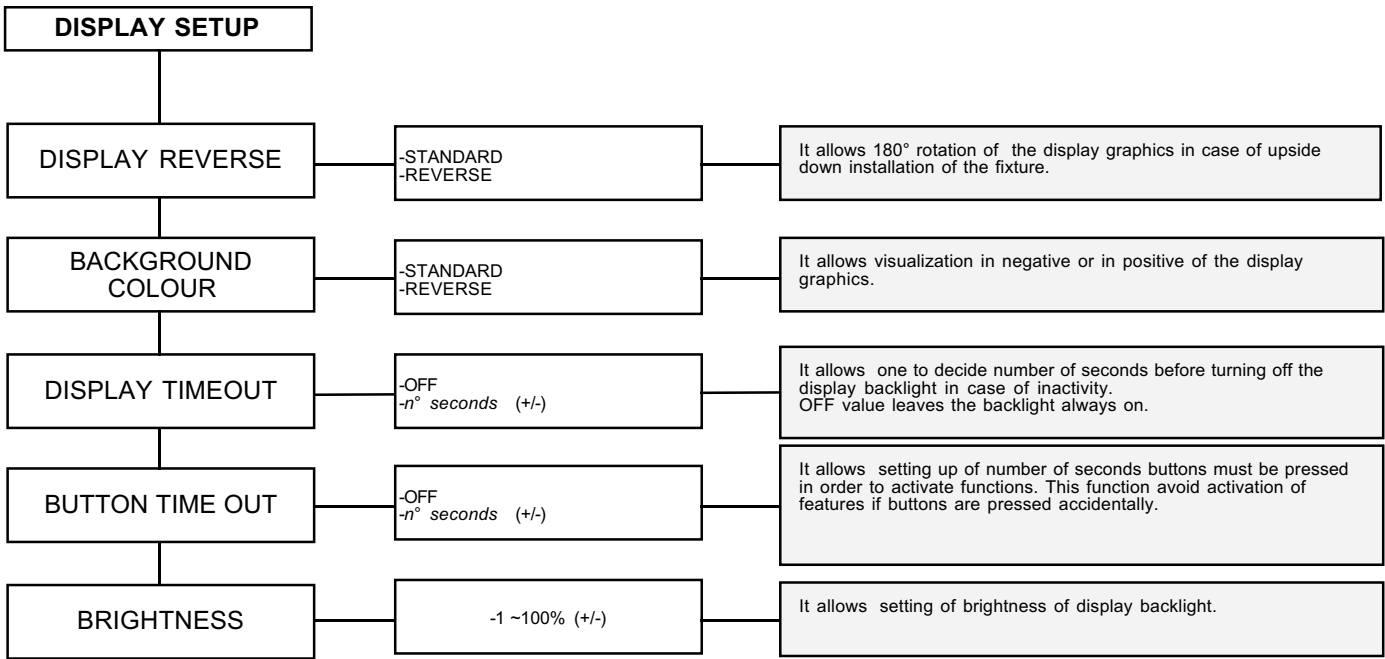 DISPLAY SETUP
DISPLAY REVERSE
-STANDARD
-REVERSE
It allows 180° rotation of the display graphics in case of upside
down installation of the fixture.
BACKGROUND
COLOUR
-STANDARD
-REVERSE
It allows visualization in negative or in positive of the display
graphics.
DISPLAY TIMEOUT
-OFF
-n° seconds (+/-)
It allows one to decide number of seconds before turning off the
display backlight in case of inactivity.
OFF value leaves the backlight always on.
BUTTON TIME OUT
-OFF
-n° seconds (+/-)
It allows setting up of number of seconds buttons must be pressed
in order to activate functions. This function avoid activation of
features if buttons are pressed accidentally.
BRIGHTNESS
-1 ~100% (+/-)
It allows setting of brightness of display backlight.